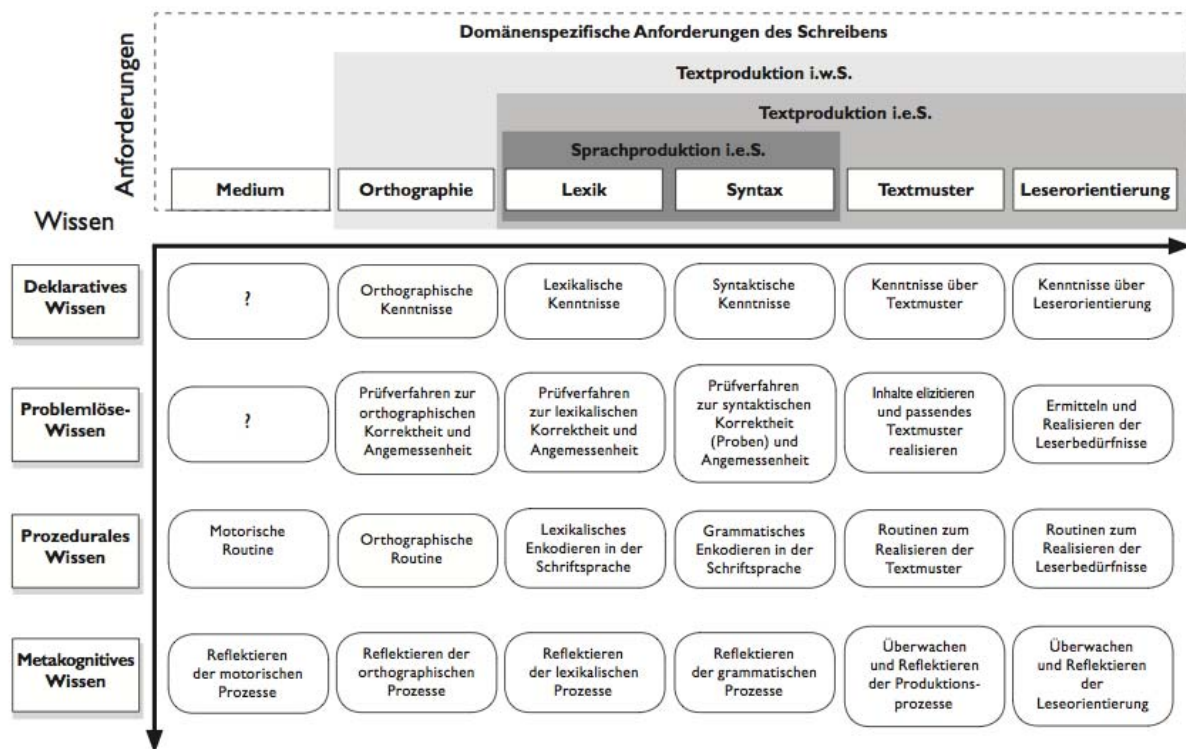 Domänenspezifische Anforderungen des Schreibens
Textproduktion i.w.S.
Textproduktion i.e.S.
Sprachproduktion i.e.S.
Anforderungen
Medium
Orthographie
Lexik
Syntax
Textmuster
Leserorientierung
Wissen
Deklaratives
Wissen
?
Orthographische
Kenntnisse
Lexikalische
Kenntnisse
Syntaktische
Kenntnisse
Kenntnisse über
Textmuster
Kenntnisse über
Leserorientierung
Problemlöse-
Wissen
?
Prüfverfahren zur
orthographischen
Korrektheit und
Angemessenheit
Prüfverfahren
zur lexikalischen
Korrektheit und
Angemessenheit
Prüfverfahren
zur syntaktischen
Korrektheit
(Proben) und
Angemessenheit
Inhalte elizitieren
und passendes
Textmuster
realisieren
Ermitteln und
Realisieren der
Leserbedürfnisse
Prozedurales
Wissen
Motorische
Routine
Orthographische
Routine
Lexikalisches
Enkodieren in der
Schriftsprache
Grammatisches
Enkodieren in der
Schriftsprache
Routinen zum
Realisieren der
Textmuster
Routinen zum
Realisieren der
Leserbedürfnisse
Metakognitives
Wissen
Reflektieren
der motorischen
Prozesse
Reflektieren der
orthographischen
Prozesse
Reflektieren
der lexikalischen
Prozesse
Reflektieren
der grammatischen
Prozesse
Überwachen
und Reflektieren
der Produktions-
prozesse
Überwachen
und Reflektieren
der
Leseorientierung